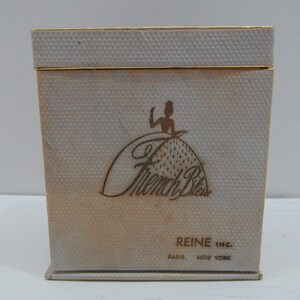 French Bleu
REINE INC.
PARIS NEW YORK